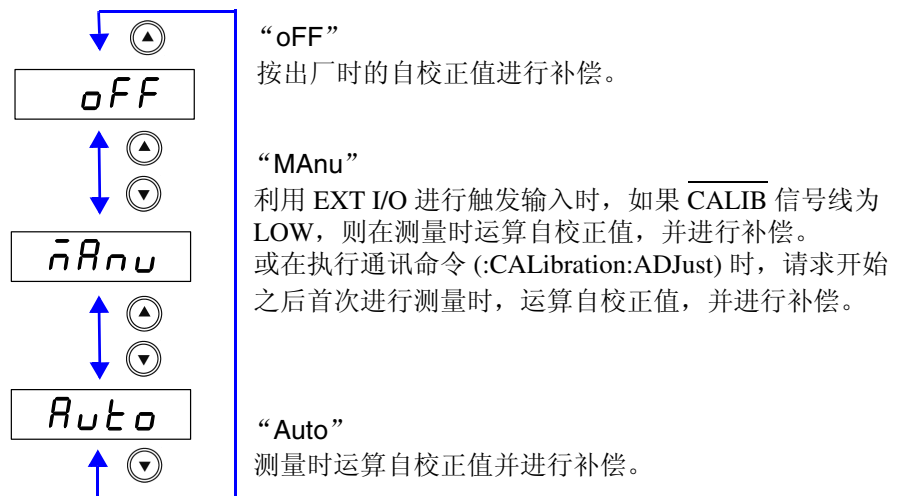 “oFF”
按出厂时的自校正值进行补偿。
oFF
“MAnu”
利用 EXT I/O 进行触发输入时，如果 CALIB 信号线为
LOW，则在测量时运算自校正值，并进行补偿。
mAnu
或在执行通讯命令 (:CALibration:ADJust) 时，请求开始
之后首次进行测量时，运算自校正值，并进行补偿。
Auto
“Auto”
测量时运算自校正值并进行补偿。